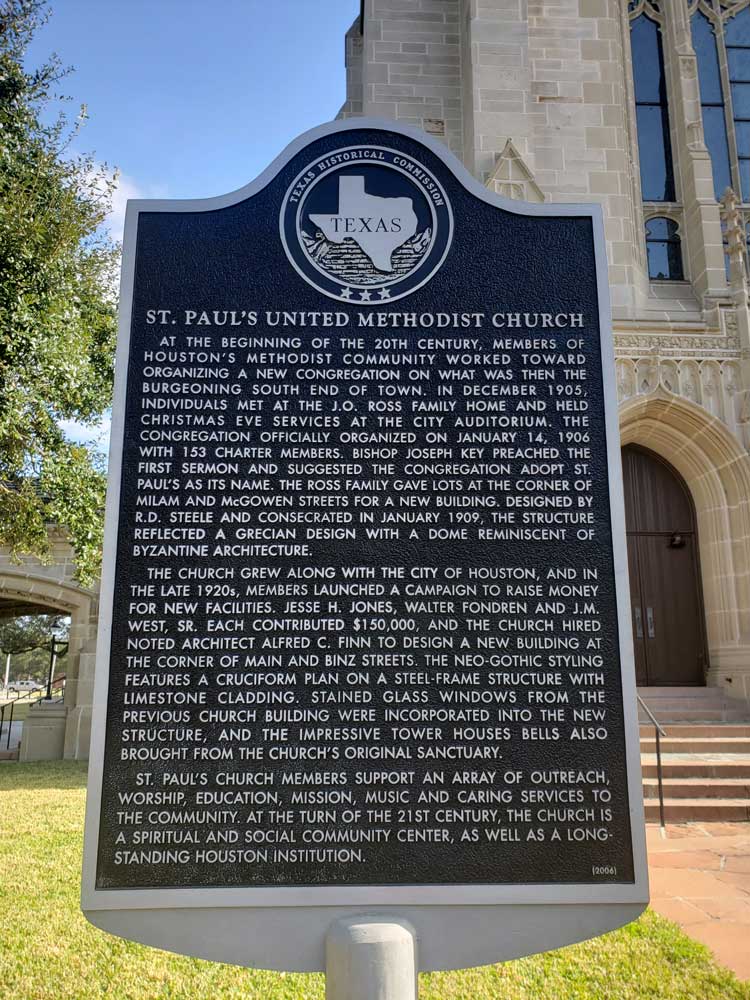 TEXAS HISTORICAL COMMISSION
TEXAS
ST. PAUL'S UNITED METHODIST CHURCH
AT THE BEGINNING OF THE 20TH CENTURY, MEMBERS OF
HOUSTON'S METHODIST COMMUNITY WORKED TOWARD
ORGANIZING A NEW CONGREGATION ON WHAT WAS THEN THE
BURGEONING SOUTH END OF TOWN. IN DECEMBER 1905,
INDIVIDUALS MET AT THE J.O. ROSS FAMILY HOME AND HELD
CHRISTMAS EVE SERVICES AT THE CITY AUDITORIUM. THE
CONGREGATION OFFICIALLY ORGANIZED ON JANUARY 14, 1906
WITH 153 CHARTER MEMBERS. BISHOP JOSEPH KEY PREACHED THE
FIRST SERMON AND SUGGESTED THE CONGREGATION ADOPT ST.
PAUL'S AS ITS NAME. THE ROSS FAMILY GAVE LOTS AT THE CORNER OF
MILAM AND McGOWEN STREETS FOR A NEW BUILDING. DESIGNED BY
R.D. STEELE AND CONSECRATED IN JANUARY 1909, THE STRUCTURE
REFLECTED A GRECIAN DESIGN WITH A DOME REMINISCENT OF
BYZANTINE ARCHITECTURE.
THE CHURCH GREW ALONG WITH THE CITY OF HOUSTON, AND IN
THE LATE 1920s, MEMBERS LAUNCHED A CAMPAIGN TO RAISE MONEY
FOR NEW FACILITIES. JESSE H. JONES, WALTER FONDREN AND J.M.
WEST, SR. EACH CONTRIBUTED $150,000, AND THE CHURCH HIRED
NOTED ARCHITECT ALFRED C. FINN TO DESIGN A NEW BUILDING AT
THE CORNER OF MAIN AND BINZ STREETS. THE NEO-GOTHIC STYLING
FEATURES A CRUCIFORM PLAN ON A STEEL-FRAME STRUCTURE WITH
LIMESTONE CLADDING. STAINED GLASS WINDOWS FROM THE
PREVIOUS CHURCH BUILDING WERE INCORPORATED INTO THE NEW
STRUCTURE, AND THE IMPRESSIVE TOWER HOUSES BELLS ALSO
BROUGHT FROM THE CHURCH'S ORIGINAL SANCTUARY.
ST. PAUL'S CHURCH MEMBERS SUPPORT AN ARRAY OF OUTREACH,
WORSHIP, EDUCATION, MISSION, MUSIC AND CARING SERVICES TO
THE COMMUNITY. AT THE TURN OF THE 21ST CENTURY, THE CHURCH IS
A SPIRITUAL AND SOCIAL COMMUNITY CENTER, AS WELL AS A LONG-
STANDING HOUSTON INSTITUTION.
(2006)